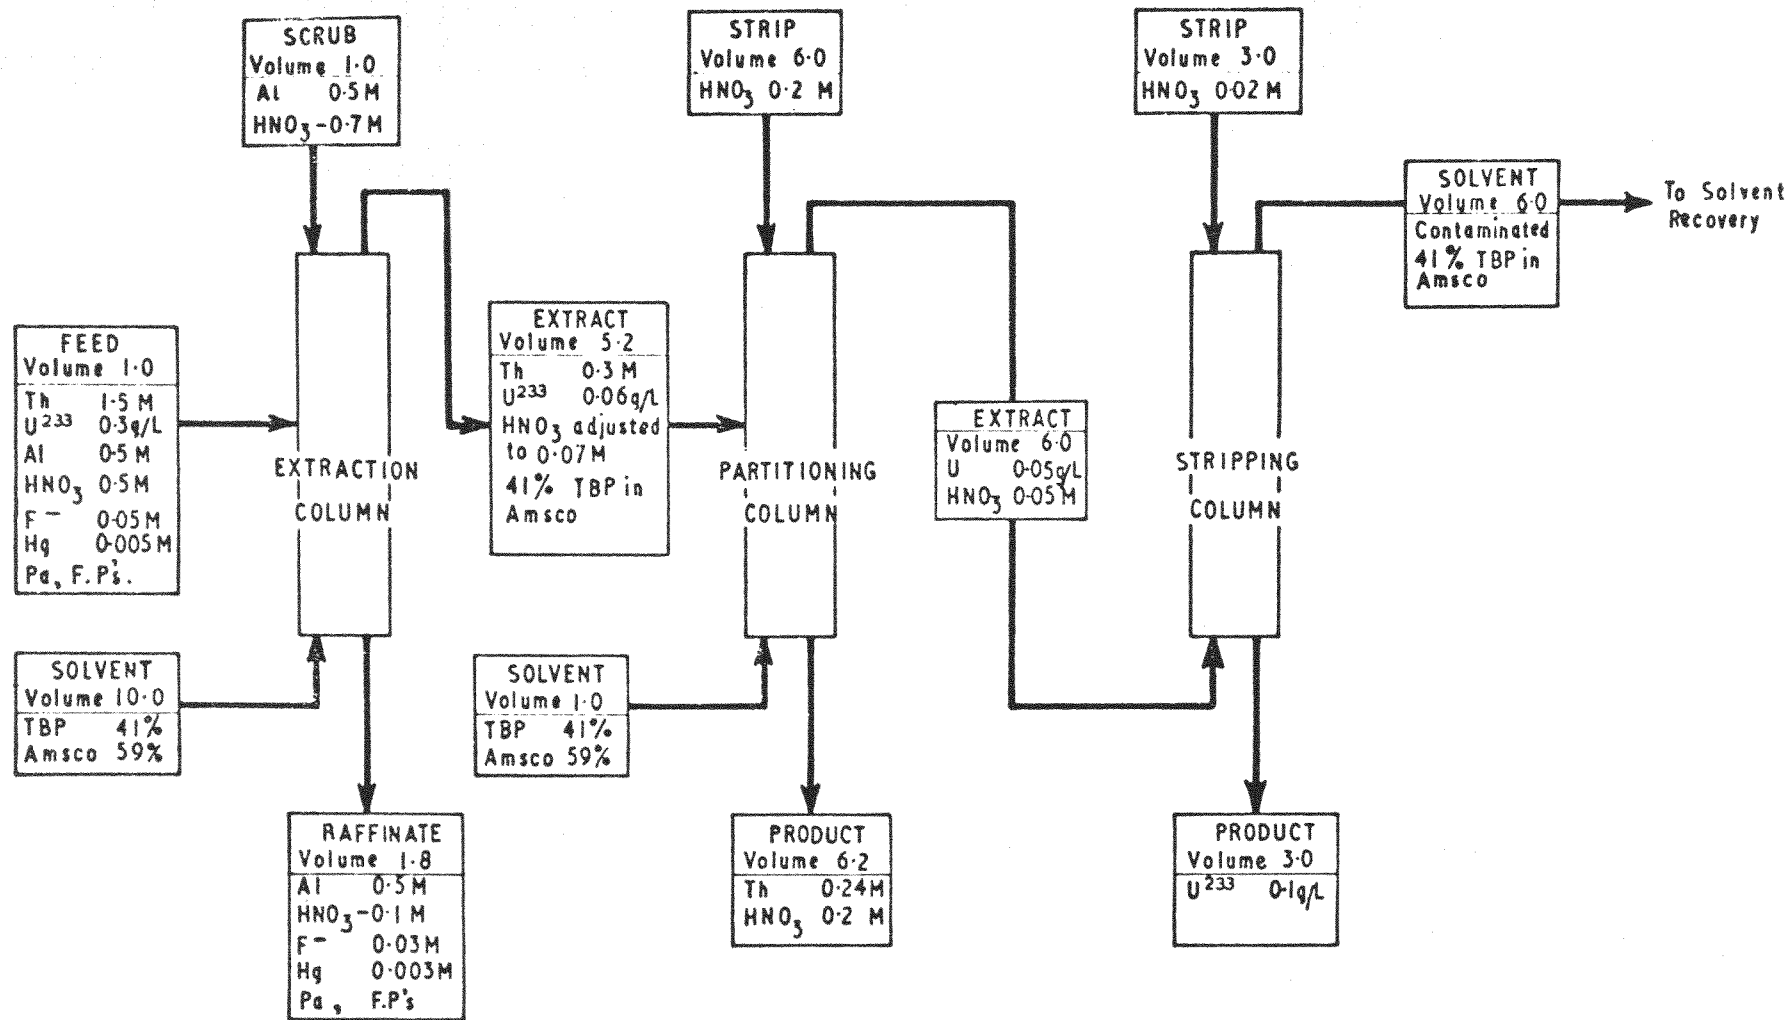 SCRUB
Volume 1·0
Al 0·5M
HNO3 -0·7M
STRIP
Volume 6·0
HNO3 0·2 M
STRIP
Volume 3·0
HNO3 0·02 M
SOLVENT
Volume 6·0
Contaminated
41% TBP in
Amsco
To Solvent
Recovery
FEED
Volume 1·0
Th 1·5 M
U233 0·3g/L
Al 0·5 M
HNO3 0·5M
F- 0·05 M
Hg 0·005M
Pa, F.P's.
EXTRACTION
COLUMN
EXTRACT
Volume 5·2
Th 0·3 M
U233 0·06g/L
HNO3 adjusted
to 0·07M
41% TBP in
Amsco
PARTITIONING
COLUMN
EXTRACT
Volume 6·0
U 0·05g/L
HNO3 0·05M
STRIPPING
COLUMN
SOLVENT
Volume 10·0
TBP 41%
Amsco 59%
SOLVENT
Volume 1·0
TBP 41%
Amsco 59%
RAFFINATE
Volume 1·8
Al 0·5M
HNO3 -0·1 M
F- 0·03M
Hg 0·003M
Pa, F.P's
PRODUCT
Volume 6·2
Th 0·24M
HNO3 0·2 M
PRODUCT
Volume 3·0
U233 0·1g/L